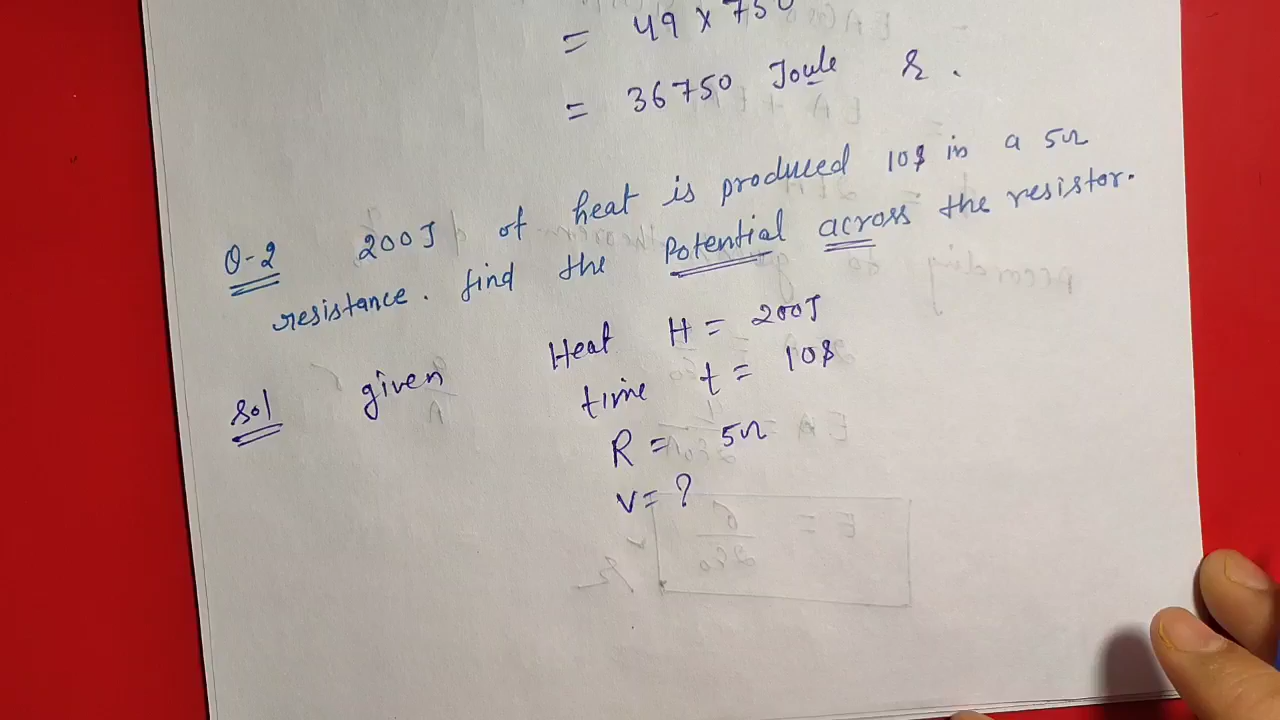 = 49 x 750
= 36750 Joule
Q-2 200J of heat is produced 10s in a 5Ω
resistance. find the Potential across the resistor.
Sol given Heat H = 200J
time t = 10s
R = 5Ω
V = ?